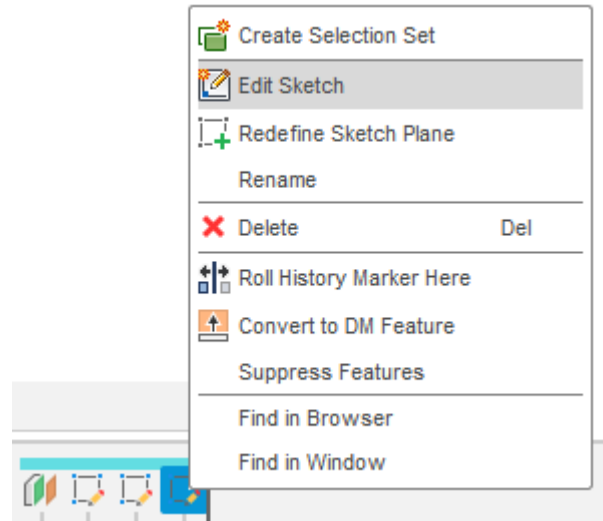 Create Selection Set
Edit Sketch
Redefine Sketch Plane
Rename
Delete Del
Roll History Marker Here
Convert to DM Feature
Suppress Features
Find in Browser
Find in Window